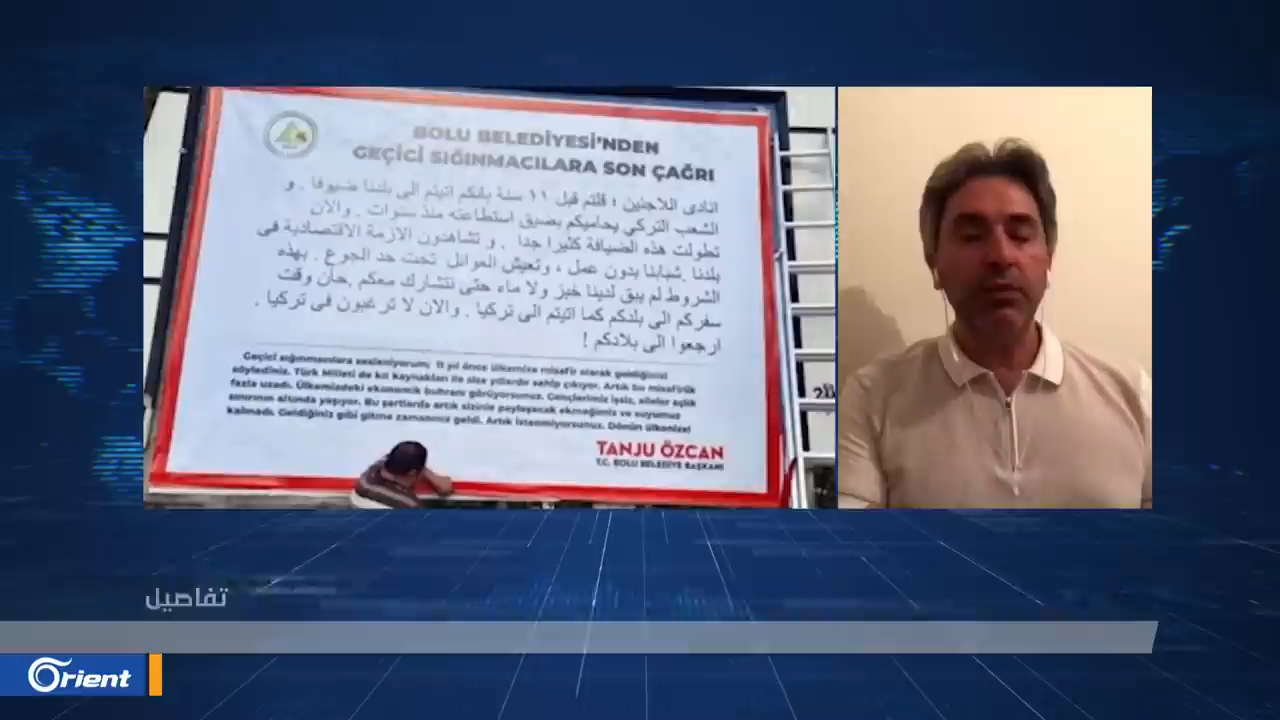 BOLU BELEDİYESİ'NDEN
GEÇİCİ SIĞINMACILARA SON ÇAĞRI
انادى اللاجئين ؛ قلتم قبل ١١ سنة بانكم اتيتم الى بلدنا ضيوفا . و
الشعب التركي يحاميكم بضيق استطاعته منذ سنوات . والان
تطولت هذه الضيافة كثيرا جدا . و تشاهدون الازمة الاقتصادية فى
بلدنا .شبابنا بدون عمل ، وتعيش العوائل تحت حد الجوع . بهذه
الشروط لم يبق لدينا خبز ولا ماء حتى نتشارك معكم .حان وقت
سفركم الى بلدكم كما اتيتم الى تركيا . والان لا ترغبون فى تركيا .
ارجعوا الى بلادكم !
Geçici sığınmacılara sesleniyorum; 11 yıl önce ülkemize misafir olarak geldiğinizi
söylediniz. Türk Milleti de kıt kaynakları ile size yıllardır sahip çıkıyor. Artık bu misafirlik
fazla uzadı. Ülkemizdeki ekonomik buhranı görüyorsunuz. Gençlerimiz işsiz, aileler açlık
sınırının altında yaşıyor. Bu şartlarda artık sizinle paylaşacak ekmeğimiz ve suyumuz
kalmadı. Geldiğiniz gibi gitme zamanınız geldi. Artık İstenmiyorsunuz. Dönün ülkenize!
TANJU ÖZCAN
T.C. BOLU BELEDİYE BAŞKANI
تفاصيل
Orient